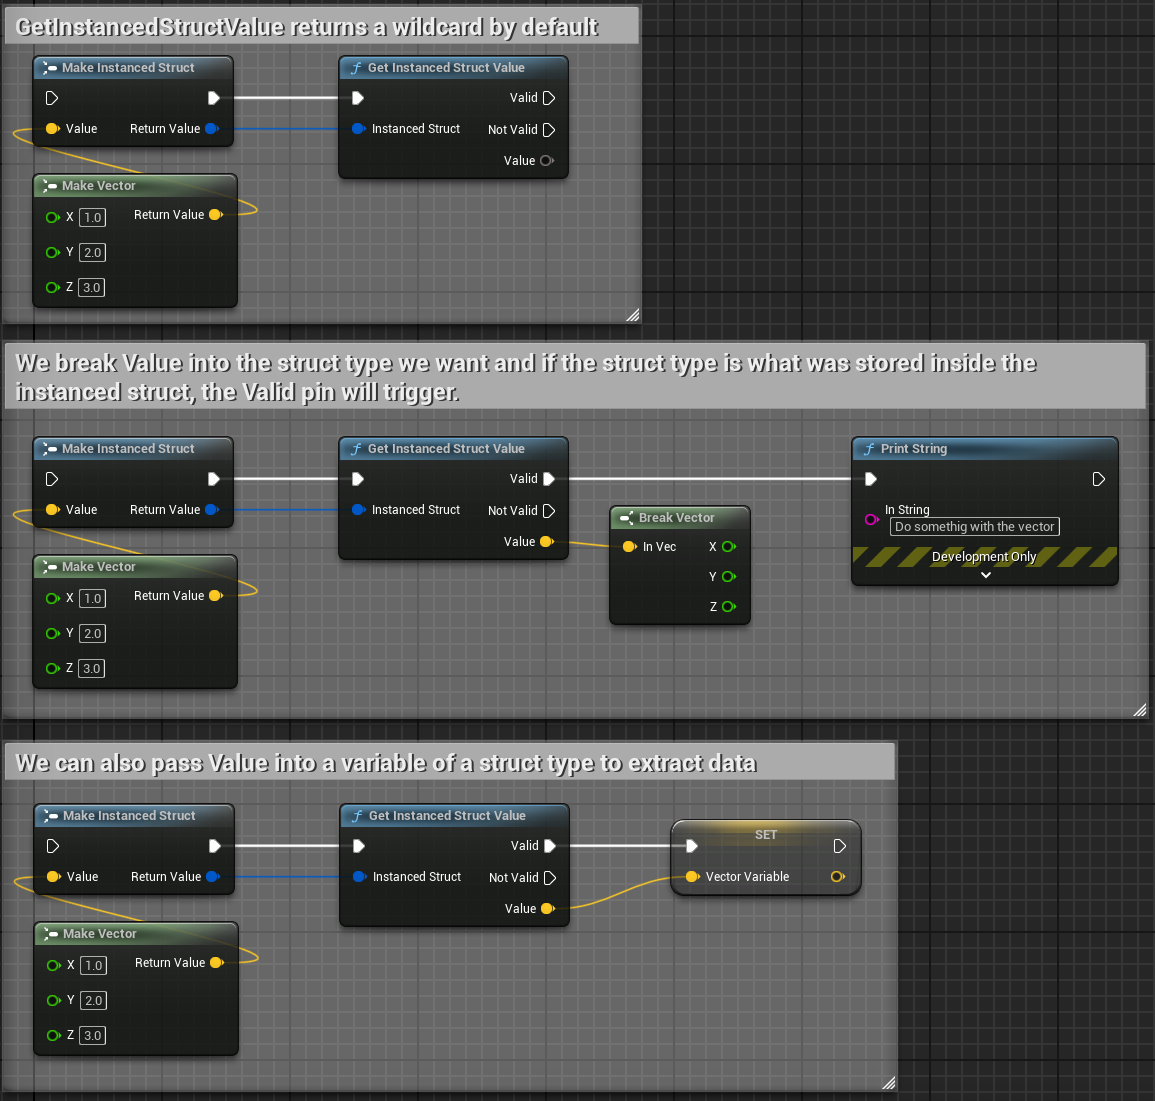 GetInstancedStructValue returns a wildcard by default
Make Instanced Struct
Value Return Value
Get Instanced Struct Value
Valid
Instanced Struct Not Valid
Value
Make Vector
X 1.0 Return Value
Y 2.0
Z 3.0
We break Value into the struct type we want and if the struct type is what was stored inside the
instanced struct, the Valid pin will trigger.
Make Instanced Struct
Value Return Value
Get Instanced Struct Value
Valid
Instanced Struct Not Valid
Value
Make Vector
X 1.0 Return Value
Y 2.0
Z 3.0
Break Vector
In Vec X
Y
Z
Print String
In String
Do somethig with the vector
Development Only
We can also pass Value into a variable of a struct type to extract data
Make Instanced Struct
Value Return Value
Get Instanced Struct Value
Valid
Instanced Struct Not Valid
Value
Make Vector
X 1.0 Return Value
Y 2.0
Z 3.0
SET
Vector Variable